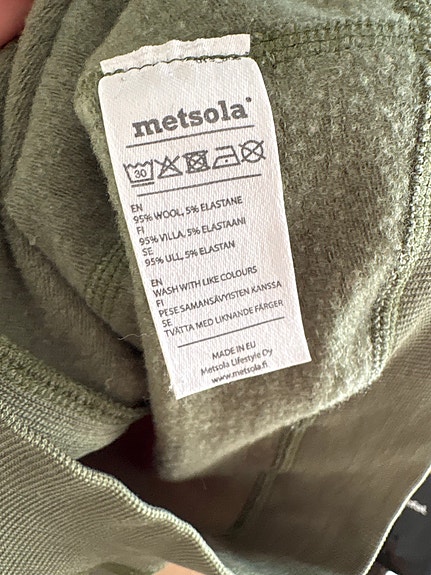 metsola®
30
EN
95% WOOL, 5% ELASTANE
FI
95% VILLA, 5% ELASTAANI
SE
95% ULL, 5% ELASTAN
EN
WASH WITH LIKE COLOURS
FI
PESE SAMANSÄVYISTEN KANSSA
SE
TVÄTTA MED LIKNANDE FÄRGER
MADE IN EU
Metsola Lifestyle Oy
www.metsola.fi